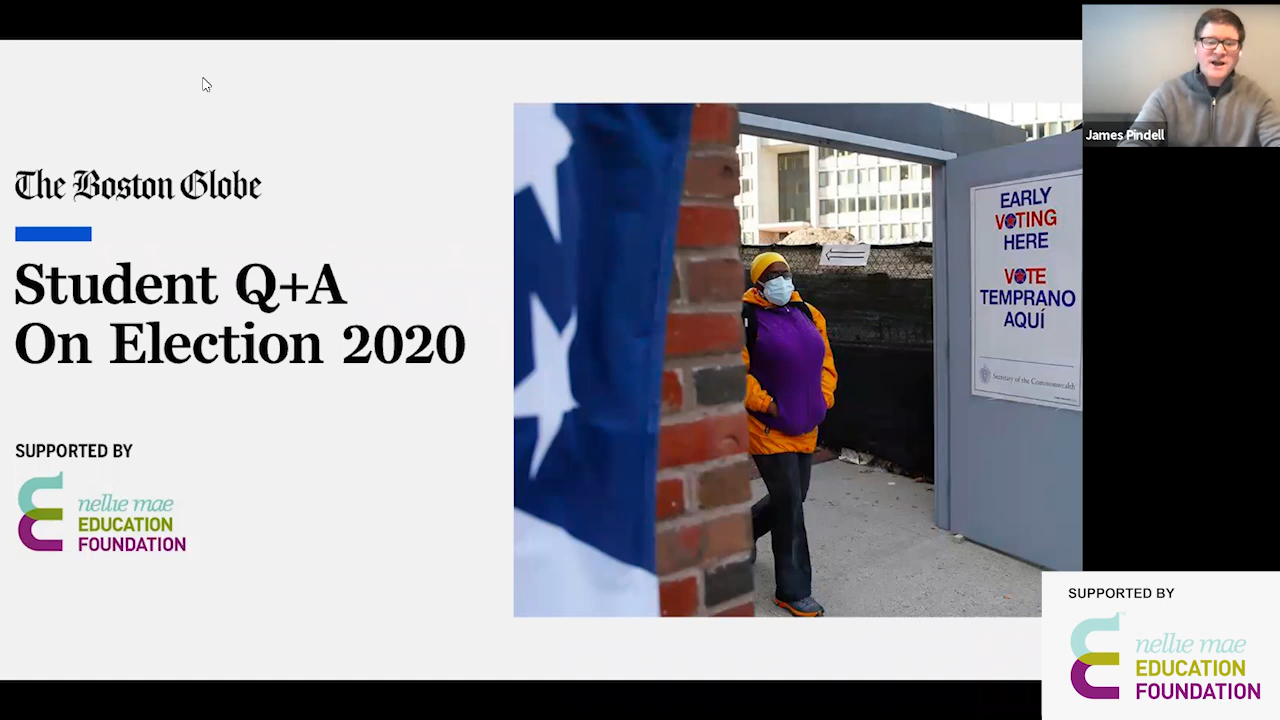 The Boston Globe
Student Q+A
On Election 2020
SUPPORTED BY
nellie mae
EDUCATION
FOUNDATION
EARLY
VOTING
HERE
VOTE
TEMPRANO
AQUÍ
Secretary of the Commonwealth
James Pindell
SUPPORTED BY
nellie mae
EDUCATION
FOUNDATION